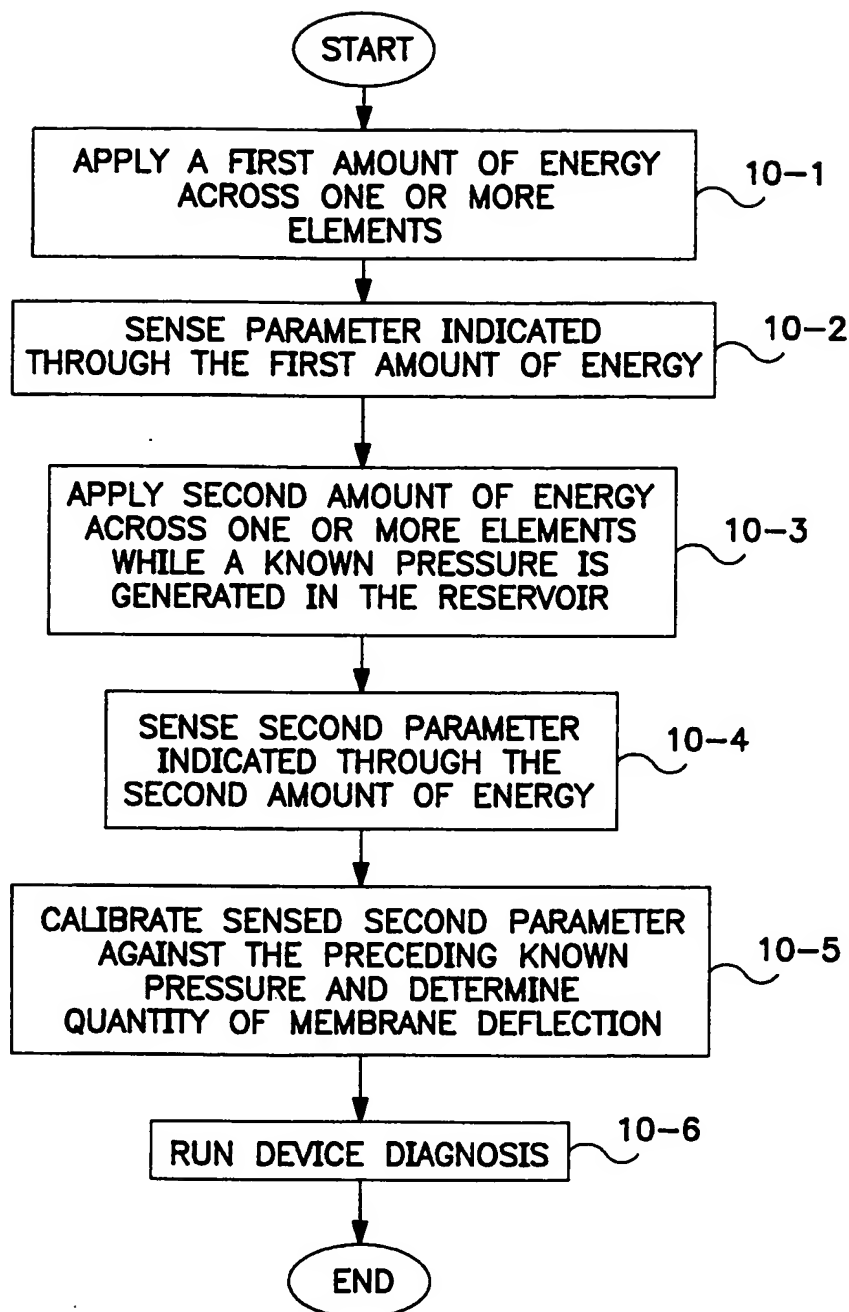 START
APPLY A FIRST AMOUNT OF ENERGY
ACROSS ONE OR MORE
ELEMENTS
10-1
SENSE PARAMETER INDICATED
THROUGH THE FIRST AMOUNT OF ENERGY
10-2
APPLY SECOND AMOUNT OF ENERGY
ACROSS ONE OR MORE ELEMENTS
WHILE A KNOWN PRESSURE IS
GENERATED IN THE RESERVOIR
10-3
SENSE SECOND PARAMETER
INDICATED THROUGH THE
SECOND AMOUNT OF ENERGY
10-4
CALIBRATE SENSED SECOND PARAMETER
AGAINST THE PRECEDING KNOWN
PRESSURE AND DETERMINE
QUANTITY OF MEMBRANE DEFLECTION
10-5
RUN DEVICE DIAGNOSIS
10-6
END